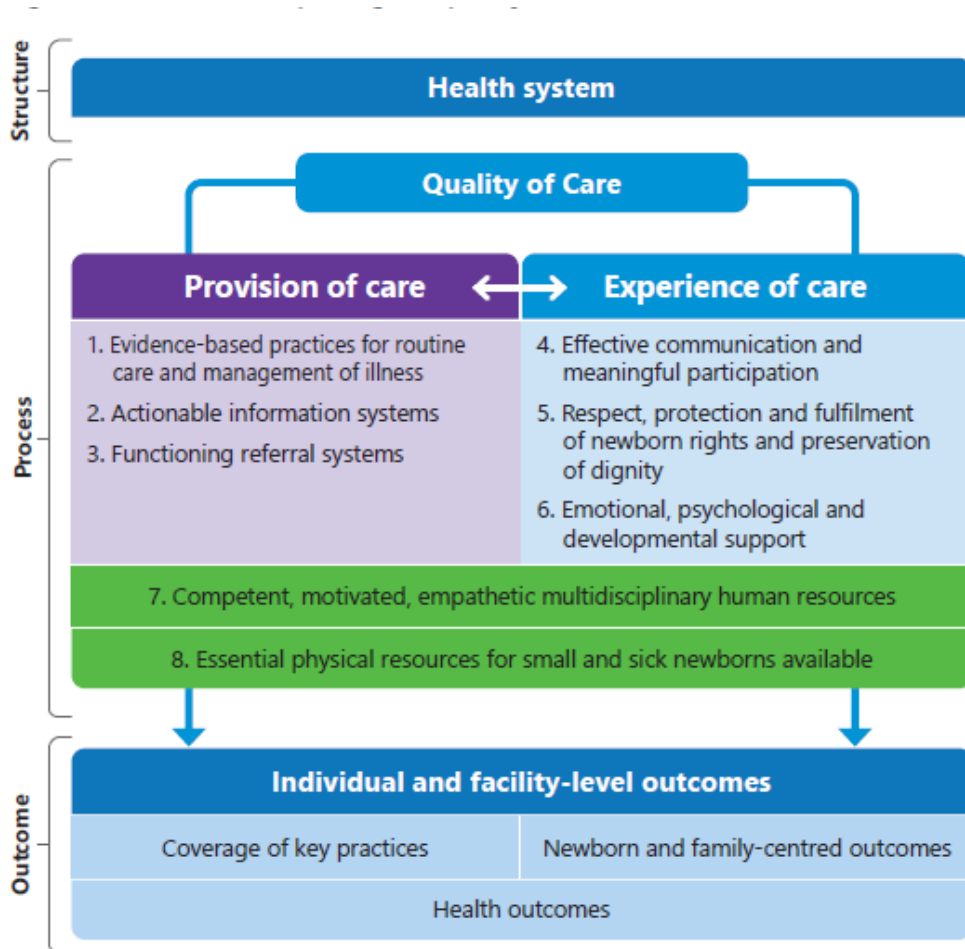 Structure
Health system
Process
Quality of Care
Provision of care
1. Evidence-based practices for routine
care and management of illness
2. Actionable information systems
3. Functioning referral systems
Experience of care
4. Effective communication and
meaningful participation
5. Respect, protection and fulfilment
of newborn rights and preservation
of dignity
6. Emotional, psychological and
developmental support
7. Competent, motivated, empathetic multidisciplinary human resources
8. Essential physical resources for small and sick newborns available
Outcome
Individual and facility-level outcomes
Coverage of key practices
Newborn and family-centred outcomes
Health outcomes